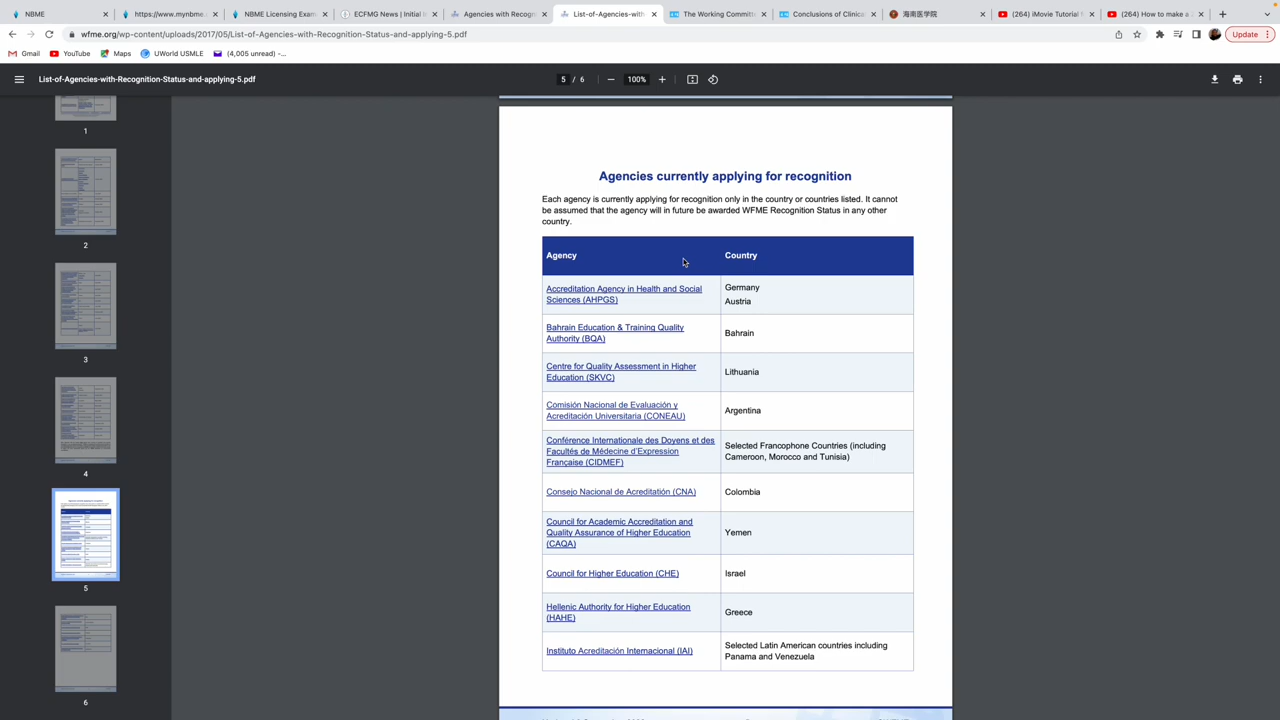 NBME
https://www.mynbme
NBME Licensing Exam
ECFMG News | Initial R
Agencies with Recogni
List-of-Agencies-with
The Working Committ
Conclusions of Clinica
海南医学院
(264) iMovie Tutorial f
(264) How to make a
wfme.org/wp-content/uploads/2017/05/List-of-Agencies-with-Recognition-Status-and-applying-5.pdf
Update
Gmail
YouTube
Maps
UWorld USMLE
(4,005 unread) -...
List-of-Agencies-with-Recognition-Status-and-applying-5.pdf
5 / 6
100%
1
2
3
4
5
6
Agencies currently applying for recognition
Each agency is currently applying for recognition only in the country or countries listed. It cannot
be assumed that the agency will in future be awarded WFME Recognition Status in any other
country.
Agency
Country
Accreditation Agency in Health and Social
Sciences (AHPGS)
Germany
Austria
Bahrain Education & Training Quality
Authority (BQA)
Bahrain
Centre for Quality Assessment in Higher
Education (SKVC)
Lithuania
Comisión Nacional de Evaluación y
Acreditación Universitaria (CONEAU)
Argentina
Conférence Internationale des Doyens et des
Facultés de Médecine d'Expression
Française (CIDMEF)
Selected Francophone Countries (including
Cameroon, Morocco and Tunisia)
Consejo Nacional de Acreditatión (CNA)
Colombia
Council for Academic Accreditation and
Quality Assurance of Higher Education
(CAQA)
Yemen
Council for Higher Education (CHE)
Israel
Hellenic Authority for Higher Education
(HAHE)
Greece
Instituto Acreditación Internacional (IAI)
Selected Latin American countries including
Panama and Venezuela